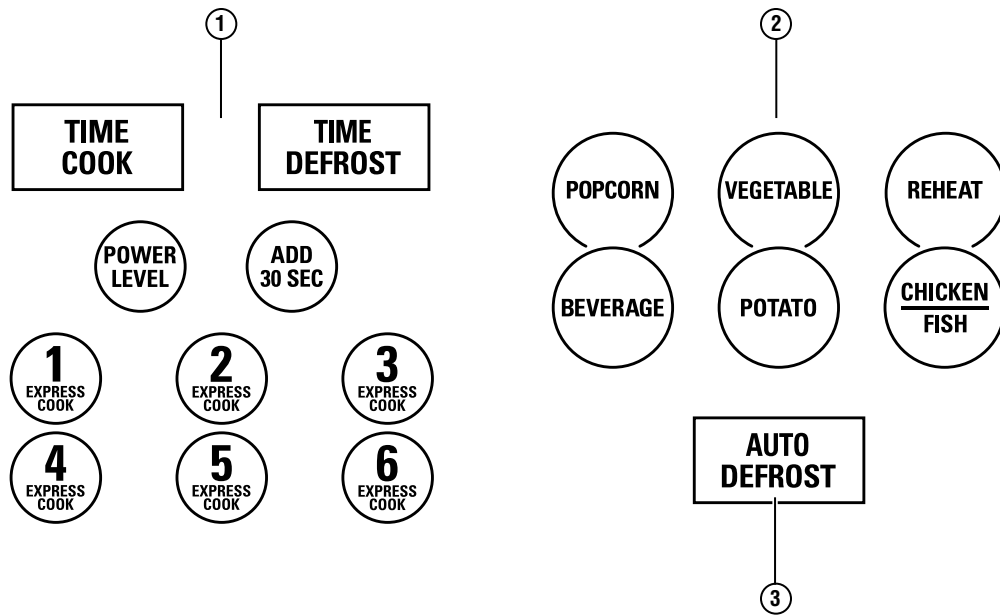 1
TIME
COOK
TIME
DEFROST
POWER
LEVEL
ADD
30 SEC
1
EXPRESS
COOK
2
EXPRESS
COOK
3
EXPRESS
COOK
4
EXPRESS
COOK
5
EXPRESS
COOK
6
EXPRESS
COOK
2
POPCORN
VEGETABLE
REHEAT
BEVERAGE
POTATO
CHICKEN
FISH
AUTO
DEFROST
3